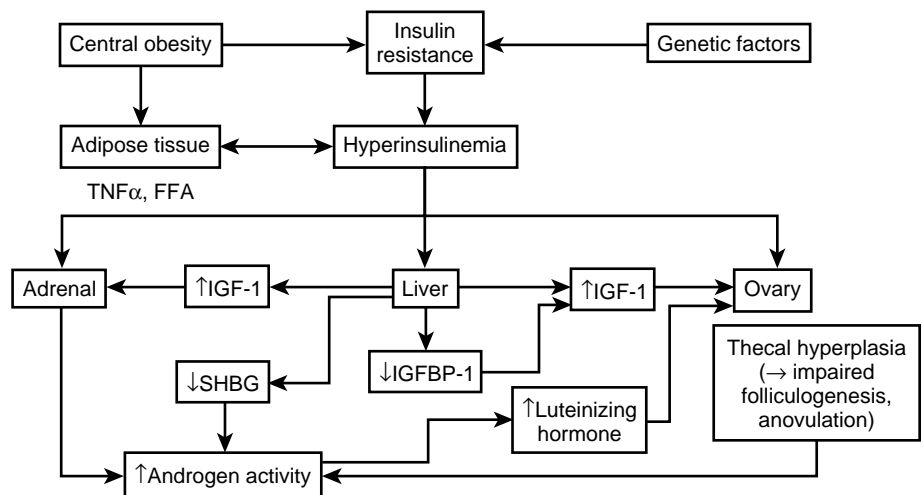 Central obesity
Insulin
resistance
Genetic factors
Adipose tissue
Hyperinsulinemia
TNFα, FFA
Adrenal
↑IGF-1
Liver
↑IGF-1
Ovary
↓SHBG
↓IGFBP-1
↑Luteinizing
hormone
Thecal hyperplasia
(→ impaired
folliculogenesis,
anovulation)
↑Androgen activity